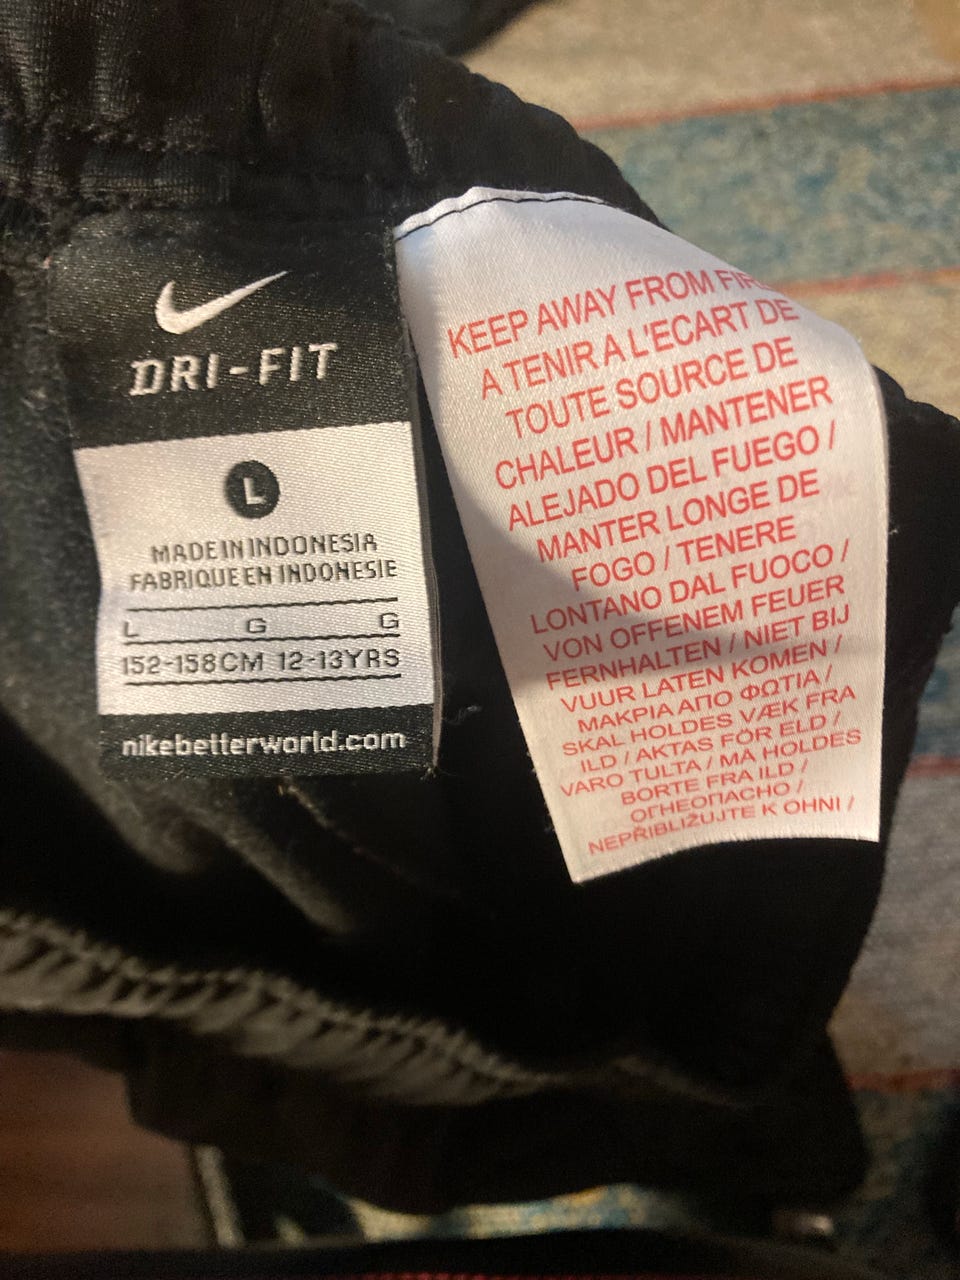 DRI-FIT
L
MADE IN INDONESIA
FABRIQUE EN INDONESIE
L G G
152-158CM 12-13YRS
nikebetterworld.com
KEEP AWAY FROM FIRE
A TENIR A L'ECART DE
TOUTE SOURCE DE
CHALEUR / MANTENER
ALEJADO DEL FUEGO /
MANTER LONGE DE
FOGO / TENERE
LONTANO DAL FUOCO /
VON OFFENEM FEUER
FERNHALTEN / NIET BIJ
VUUR LATEN KOMEN /
ΜΑΚΡΙΑ ΑΠΟ ΦΩΤΙΑ /
SKAL HOLDES VÆK FRA
ILD / AKTAS FÖR ELD /
VARO TULTA / MÅ HOLDES
BORTE FRA ILD /
ОГНЕОПАСНО /
NEPŘIBLIŽUJTE K OHNI /